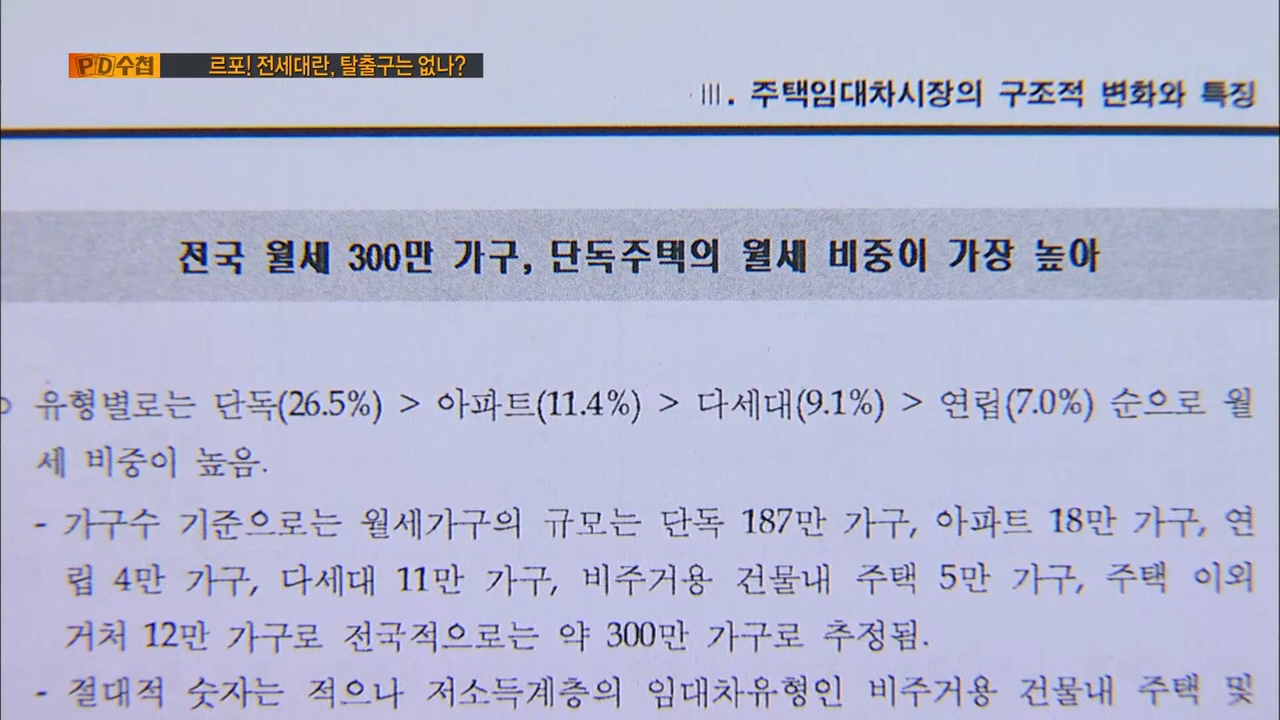 PD수첩 르포! 전세대란, 탈출구는 없나?
Ⅲ. 주택임대차시장의 구조적 변화와 특징
전국 월세 300만 가구, 단독주택의 월세 비중이 가장 높아
유형별로는 단독(26.5%) > 아파트(11.4%) > 다세대(9.1%) > 연립(7.0%) 순으로 월
세 비중이 높음.
- 가구수 기준으로는 월세가구의 규모는 단독 187만 가구, 아파트 18만 가구, 연
립 4만 가구, 다세대 11만 가구, 비주거용 건물내 주택 5만 가구, 주택 이외
거처 12만 가구로 전국적으로는 약 300만 가구로 추정됨.
- 절대적 숫자는 적으나 저소득계층의 임대차유형인 비주거용 건물내 주택 및